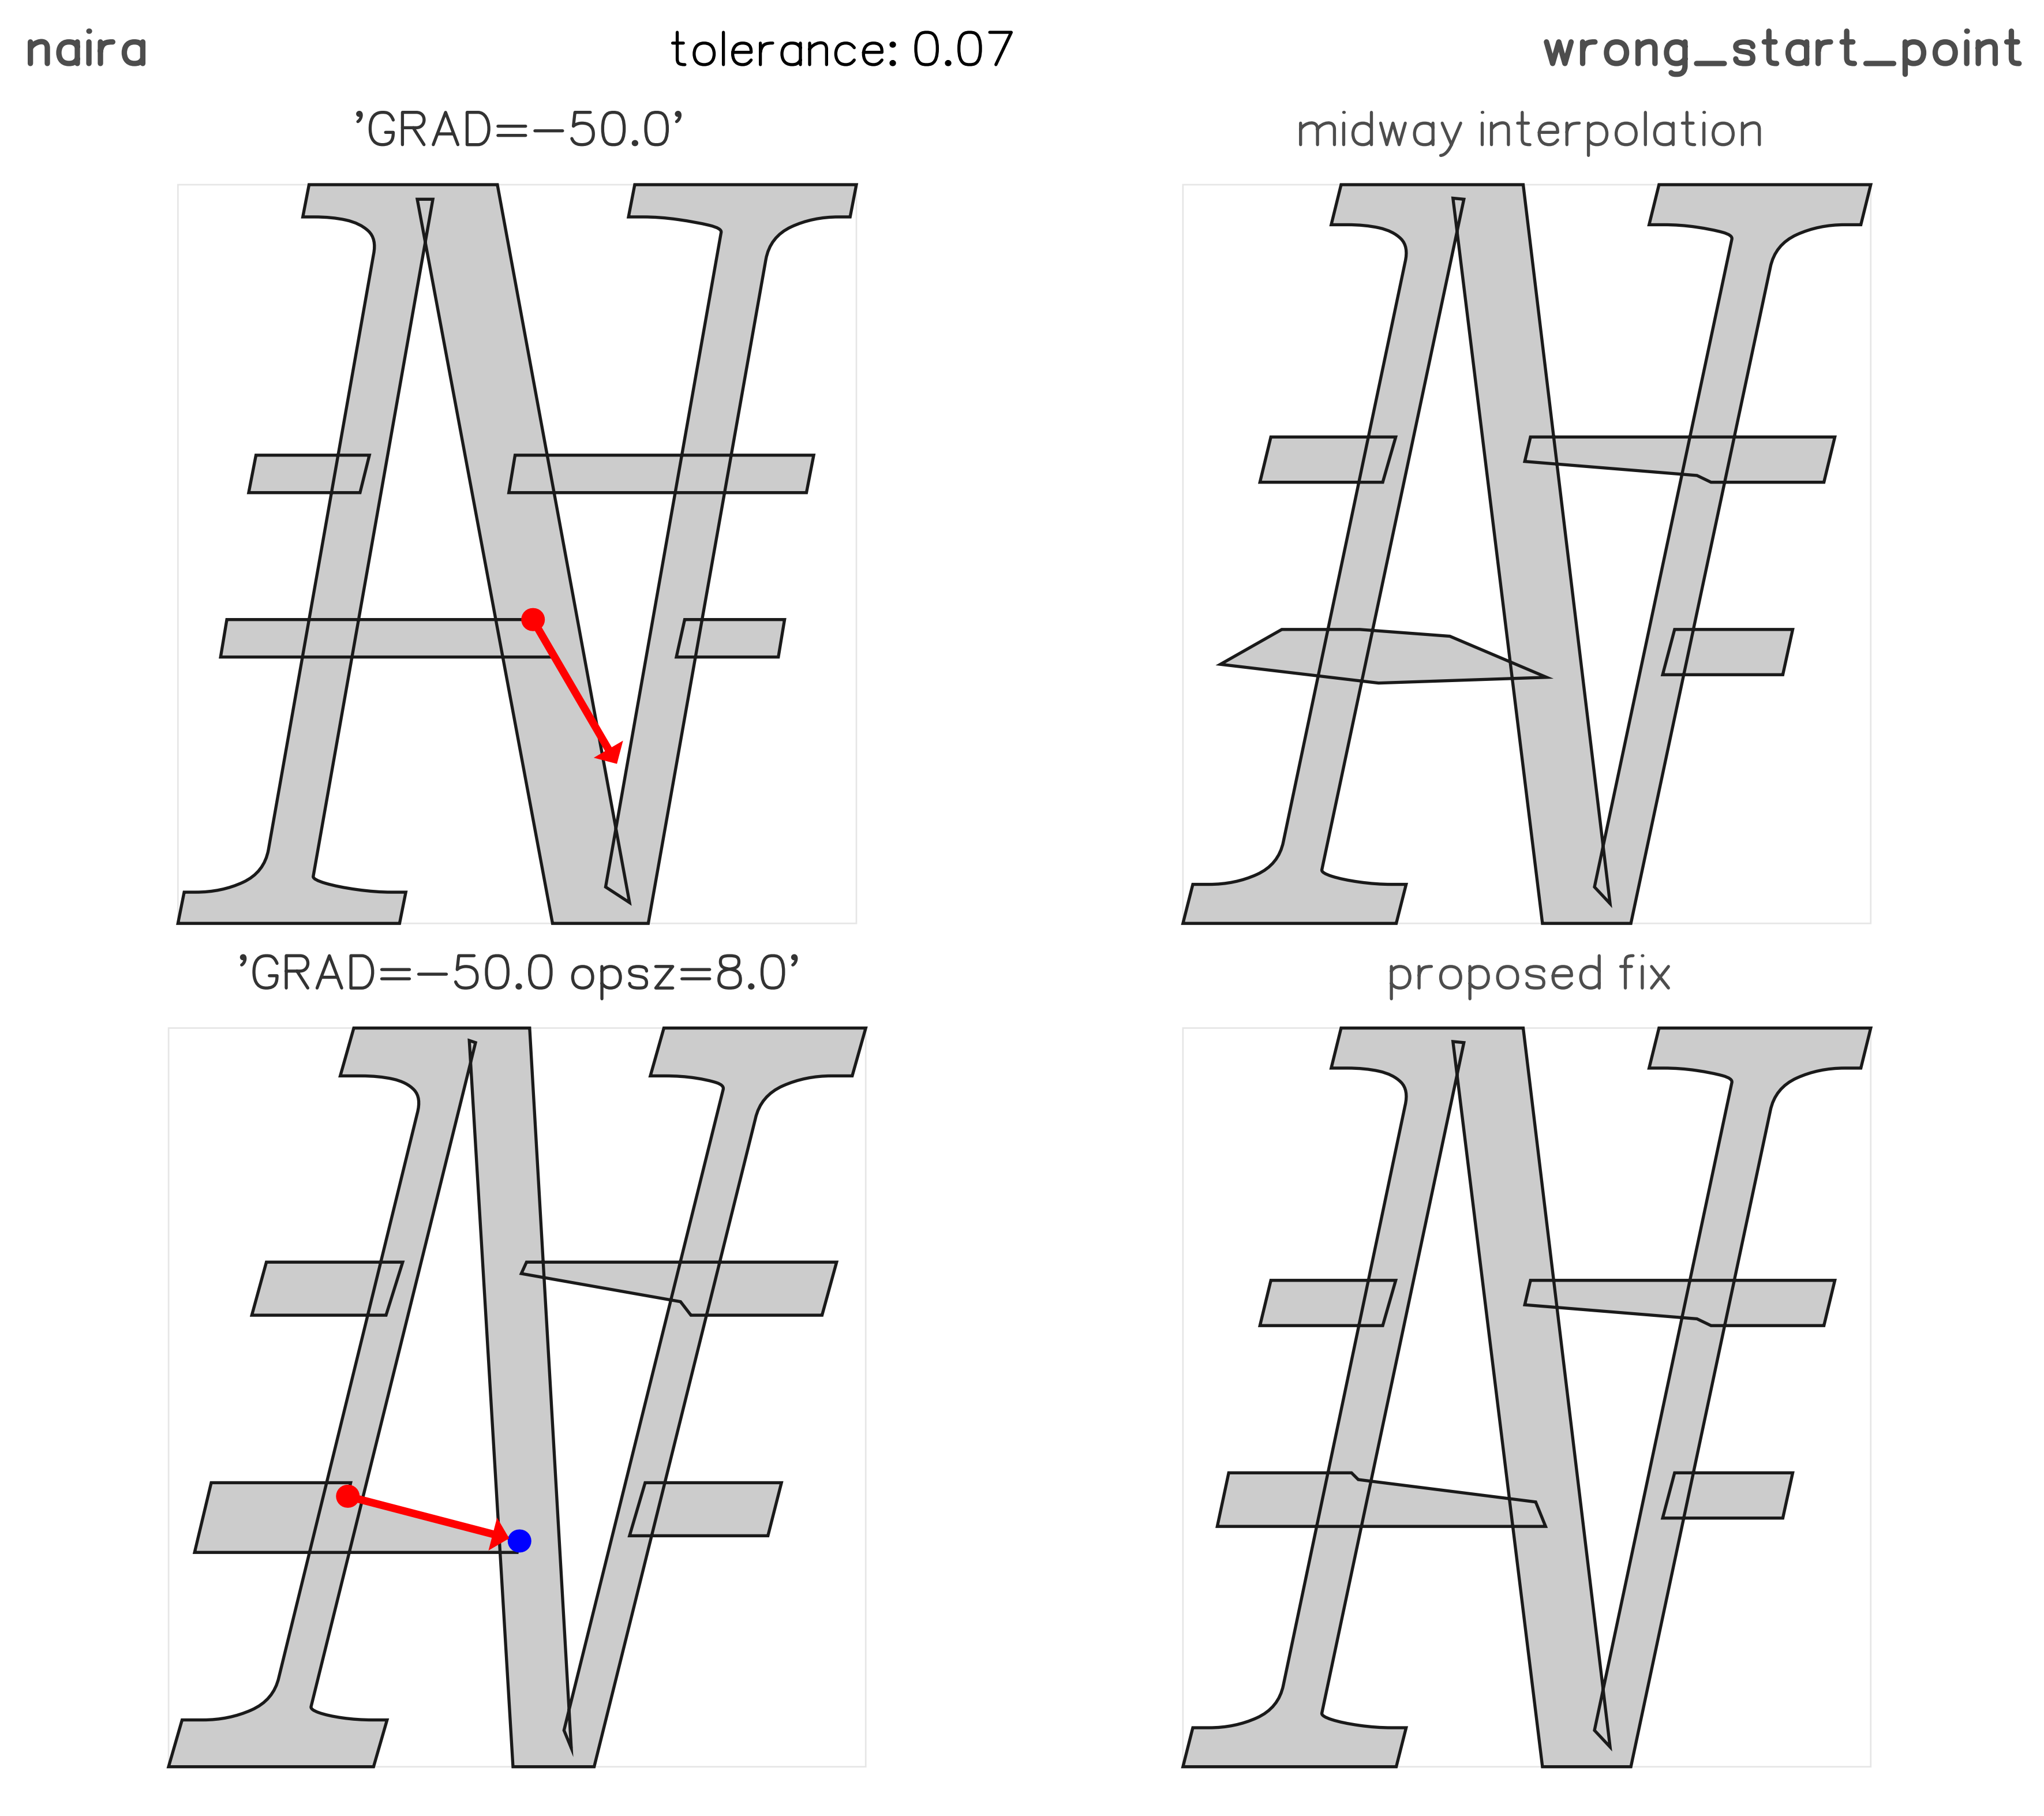 naira tolerance: 0.07 wrong_start_point
'GRAD=−50.0' midway interpolation
'GRAD=−50.0 opsz=8.0' proposed fix